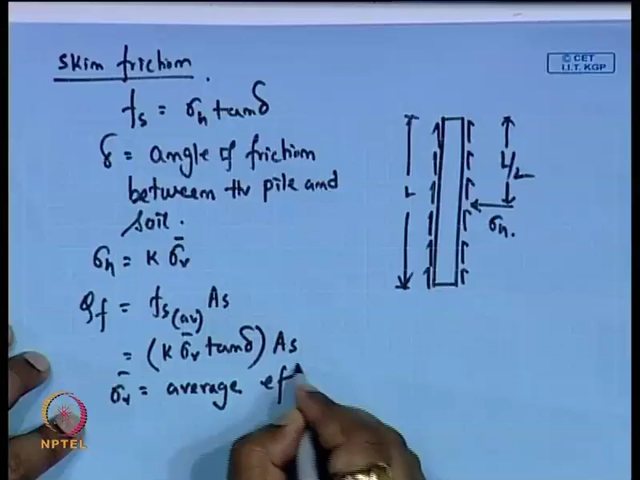 Skin friction.
fs = σh tanδ
δ = angle of friction
between the pile and
soil.
σh = K σ̄v
Qf = fs(av) As
= (K σ̄v tanδ) As
σ̄v = average ef
L
L/2
σh.
© CET
I.I.T. KGP
NPTEL